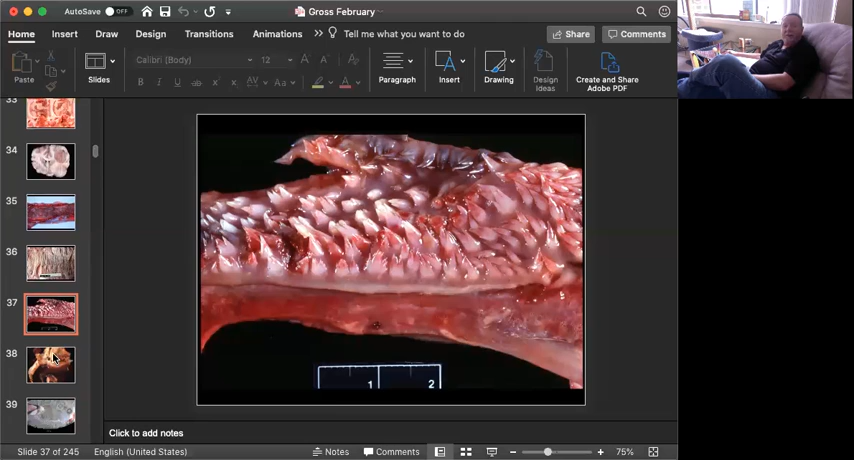 AutoSave OFF Gross February
Home Insert Draw Design Transitions Animations Tell me what you want to do Share Comments
Paste Slides Calibri (Body) 12 Paragraph Insert Drawing Design Ideas Create and Share Adobe PDF
33
34
35
36
37
38
39
1 2
Click to add notes
Slide 37 of 245 English (United States) Notes Comments 75%